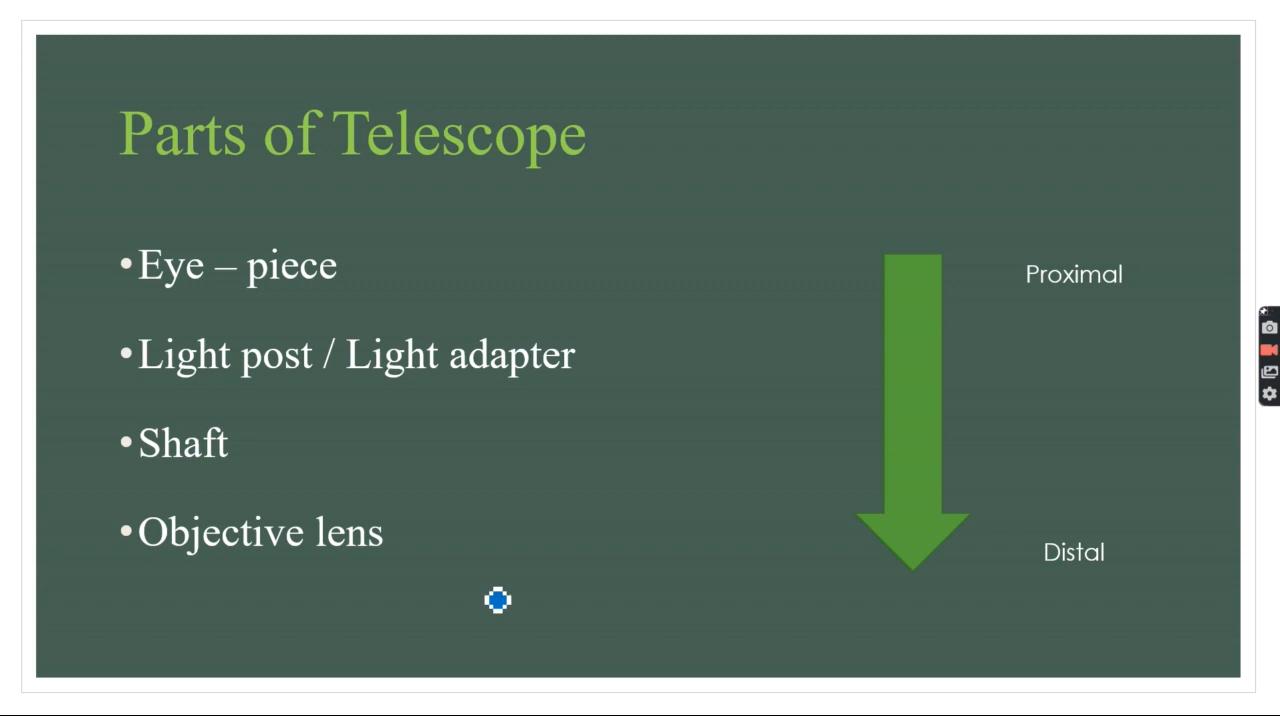 Parts of Telescope
•Eye – piece
•Light post / Light adapter
•Shaft
•Objective lens
Proximal
Distal